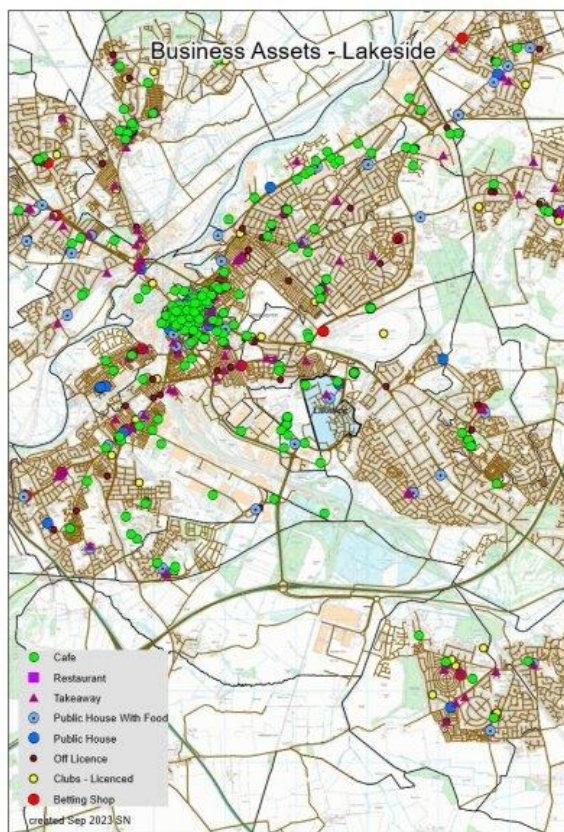 Business Assets - Lakeside
Cafe
Restaurant
Takeaway
Public House With Food
Public House
Off Licence
Clubs - Licenced
Betting Shop
created Sep 2023 SN